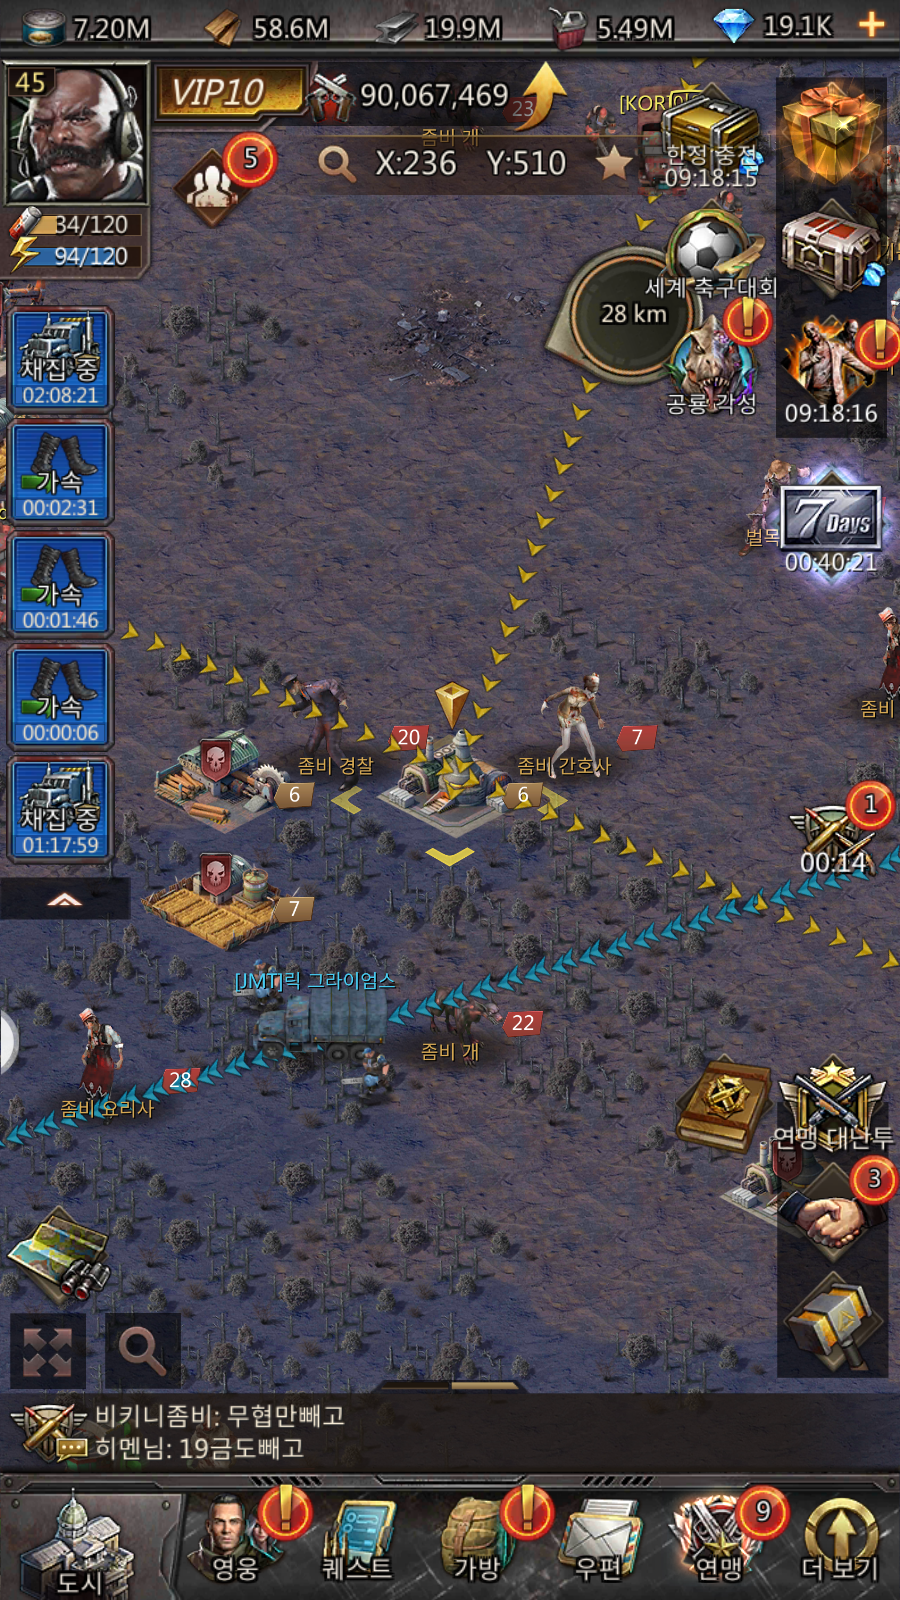 7.20M 58.6M 19.9M 5.49M 19.1K
45
VIP10
90,067,469
23
좀비 개
5
X:236 Y:510
한정 충전
09:18:15
34/120
94/120
세계 축구대회
28 km
공룡 각성
09:18:16
채집 중
02:08:21
가속
00:02:31
7 Days
벌목
00:40:21
가속
00:01:46
가속
00:00:06
좀비
20
7
좀비 경찰
좀비 간호사
6
6
채집 중
01:17:59
1
00:14
7
[JMT]릭 그라이엄스
22
좀비 개
28
좀비 요리사
연맹 대난투
3
비키니좀비: 무협만빼고
히멘님: 19금도빼고
도시
영웅
퀘스트
가방
우편
9
연맹
더 보기